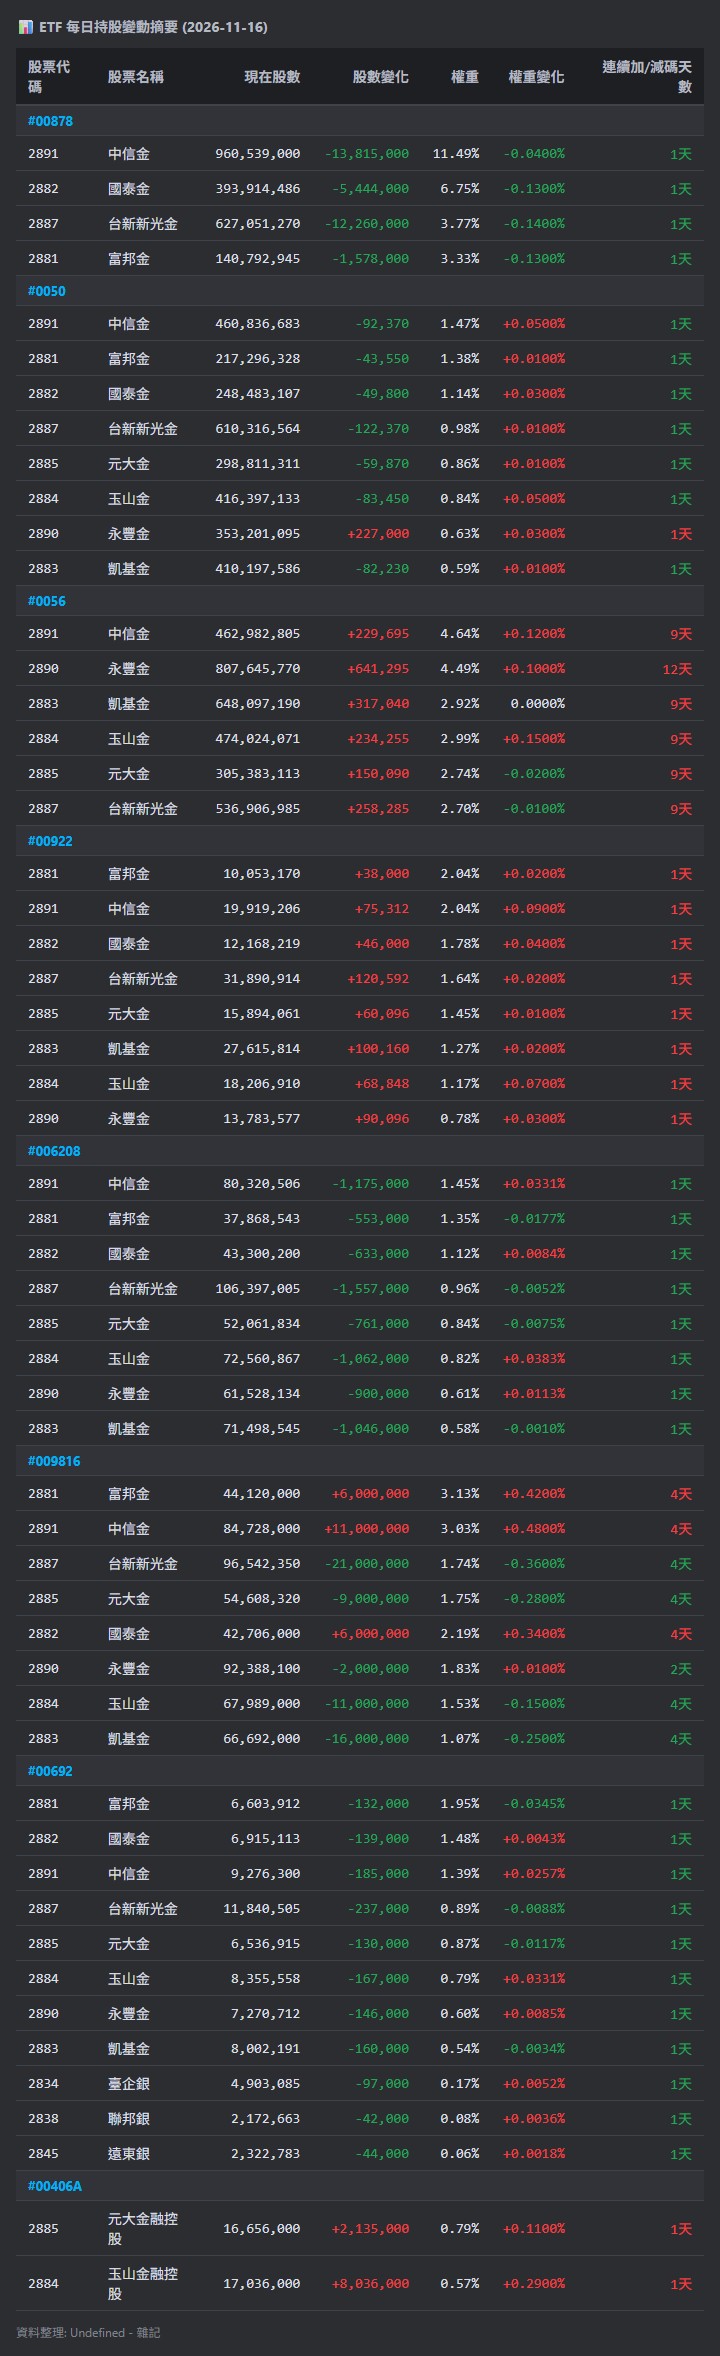 📊 ETF 每日持股變動摘要 (2026-11-16)
股票代碼 股票名稱 現在股數 股數變化 權重 權重變化 連續加/減碼天數
#00878
2891 中信金 960,539,000 -13,815,000 11.49% -0.0400% 1天
2882 國泰金 393,914,486 -5,444,000 6.75% -0.1300% 1天
2887 台新新光金 627,051,270 -12,260,000 3.77% -0.1400% 1天
2881 富邦金 140,792,945 -1,578,000 3.33% -0.1300% 1天
#0050
2891 中信金 460,836,683 -92,370 1.47% +0.0500% 1天
2881 富邦金 217,296,328 -43,550 1.38% +0.0100% 1天
2882 國泰金 248,483,107 -49,800 1.14% +0.0300% 1天
2887 台新新光金 610,316,564 -122,370 0.98% +0.0100% 1天
2885 元大金 298,811,311 -59,870 0.86% +0.0100% 1天
2884 玉山金 416,397,133 -83,450 0.84% +0.0500% 1天
2890 永豐金 353,201,095 +227,000 0.63% +0.0300% 1天
2883 凱基金 410,197,586 -82,230 0.59% +0.0100% 1天
#0056
2891 中信金 462,982,805 +229,695 4.64% +0.1200% 9天
2890 永豐金 807,645,770 +641,295 4.49% +0.1000% 12天
2883 凱基金 648,097,190 +317,040 2.92% 0.0000% 9天
2884 玉山金 474,024,071 +234,255 2.99% +0.1500% 9天
2885 元大金 305,383,113 +150,090 2.74% -0.0200% 9天
2887 台新新光金 536,906,985 +258,285 2.70% -0.0100% 9天
#00922
2881 富邦金 10,053,170 +38,000 2.04% +0.0200% 1天
2891 中信金 19,919,206 +75,312 2.04% +0.0900% 1天
2882 國泰金 12,168,219 +46,000 1.78% +0.0400% 1天
2887 台新新光金 31,890,914 +120,592 1.64% +0.0200% 1天
2885 元大金 15,894,061 +60,096 1.45% +0.0100% 1天
2883 凱基金 27,615,814 +100,160 1.27% +0.0200% 1天
2884 玉山金 18,206,910 +68,848 1.17% +0.0700% 1天
2890 永豐金 13,783,577 +90,096 0.78% +0.0300% 1天
#006208
2891 中信金 80,320,506 -1,175,000 1.45% +0.0331% 1天
2881 富邦金 37,868,543 -553,000 1.35% -0.0177% 1天
2882 國泰金 43,300,200 -633,000 1.12% +0.0084% 1天
2887 台新新光金 106,397,005 -1,557,000 0.96% -0.0052% 1天
2885 元大金 52,061,834 -761,000 0.84% -0.0075% 1天
2884 玉山金 72,560,867 -1,062,000 0.82% +0.0383% 1天
2890 永豐金 61,528,134 -900,000 0.61% +0.0113% 1天
2883 凱基金 71,498,545 -1,046,000 0.58% -0.0010% 1天
#009816
2881 富邦金 44,120,000 +6,000,000 3.13% +0.4200% 4天
2891 中信金 84,728,000 +11,000,000 3.03% +0.4800% 4天
2887 台新新光金 96,542,350 -21,000,000 1.74% -0.3600% 4天
2885 元大金 54,608,320 -9,000,000 1.75% -0.2800% 4天
2882 國泰金 42,706,000 +6,000,000 2.19% +0.3400% 4天
2890 永豐金 92,388,100 -2,000,000 1.83% +0.0100% 2天
2884 玉山金 67,989,000 -11,000,000 1.53% -0.1500% 4天
2883 凱基金 66,692,000 -16,000,000 1.07% -0.2500% 4天
#00692
2881 富邦金 6,603,912 -132,000 1.95% -0.0345% 1天
2882 國泰金 6,915,113 -139,000 1.48% +0.0043% 1天
2891 中信金 9,276,300 -185,000 1.39% +0.0257% 1天
2887 台新新光金 11,840,505 -237,000 0.89% -0.0088% 1天
2885 元大金 6,536,915 -130,000 0.87% -0.0117% 1天
2884 玉山金 8,355,558 -167,000 0.79% +0.0331% 1天
2890 永豐金 7,270,712 -146,000 0.60% +0.0085% 1天
2883 凱基金 8,002,191 -160,000 0.54% -0.0034% 1天
2834 臺企銀 4,903,085 -97,000 0.17% +0.0052% 1天
2838 聯邦銀 2,172,663 -42,000 0.08% +0.0036% 1天
2845 遠東銀 2,322,783 -44,000 0.06% +0.0018% 1天
#00406A
2885 元大金融控股 16,656,000 +2,135,000 0.79% +0.1100% 1天
2884 玉山金融控股 17,036,000 +8,036,000 0.57% +0.2900% 1天
資料整理: Undefined - 雜記